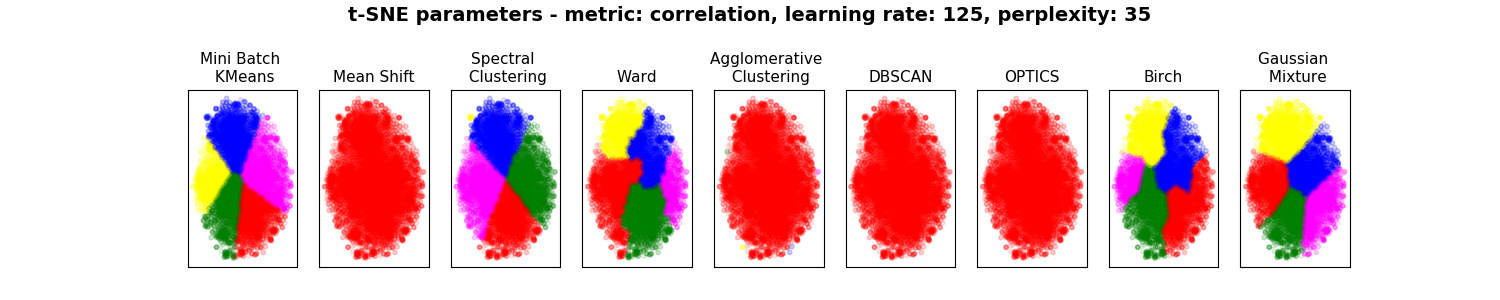 t-SNE parameters - metric: correlation, learning rate: 125, perplexity: 35
Mini Batch
KMeans
Mean Shift
Spectral
Clustering
Ward
Agglomerative
Clustering
DBSCAN
OPTICS
Birch
Gaussian
Mixture